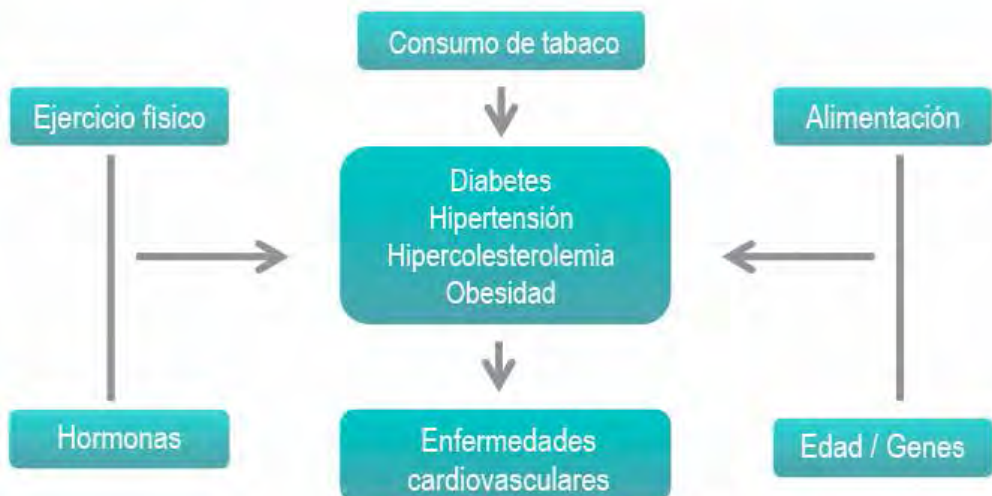 Consumo de tabaco
Ejercicio físico
Alimentación
Diabetes
Hipertensión
Hipercolesterolemia
Obesidad
Hormonas
Enfermedades
cardiovasculares
Edad / Genes